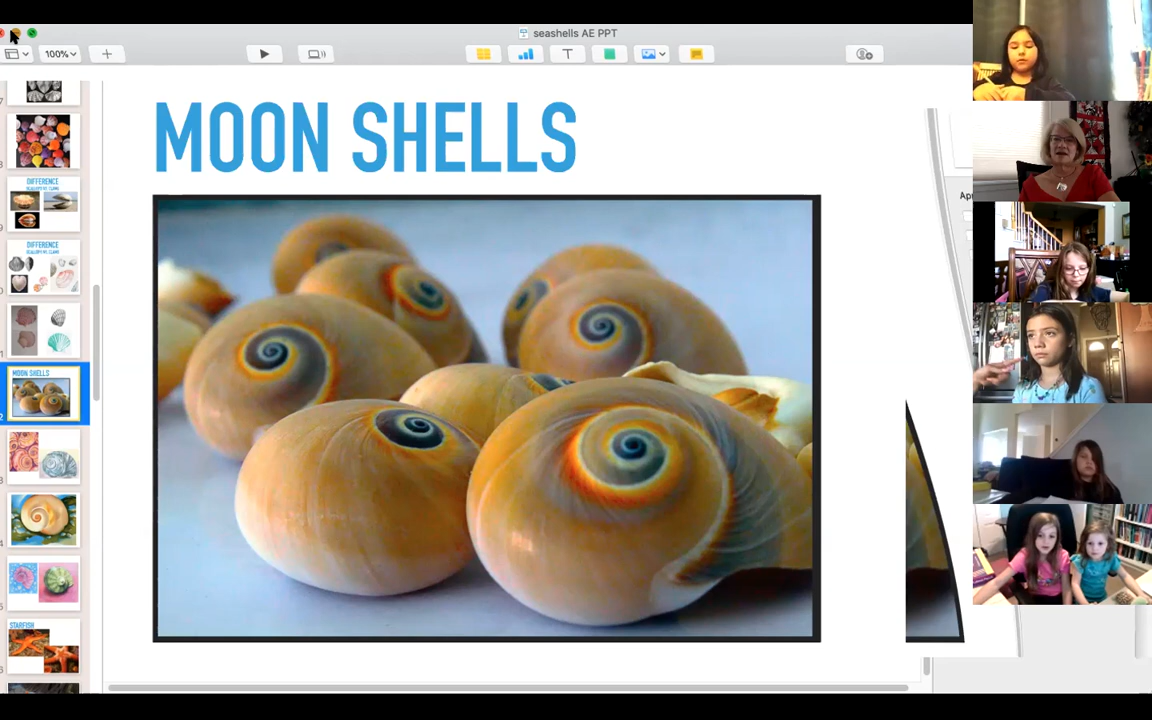 seashells AE PPT
100%
MOON SHELLS
DIFFERENCE
DIFFERENCE
MOON SHELLS
STARFISH